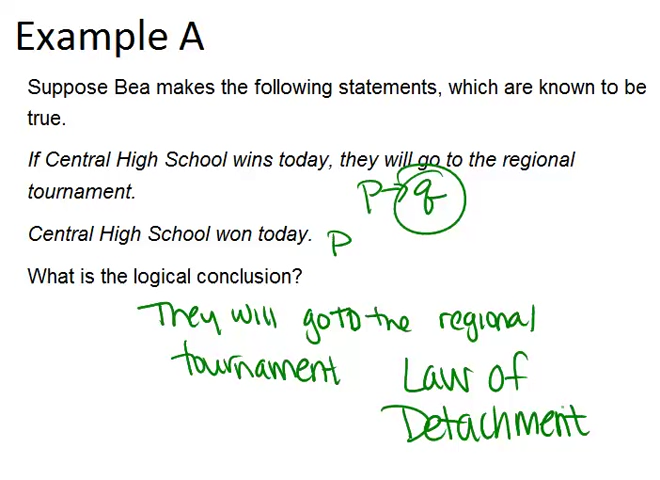 Example A
Suppose Bea makes the following statements, which are known to be
true.
If Central High School wins today, they will go to the regional
tournament.
P→q
Central High School won today. P
What is the logical conclusion?
They will go to the regional
tournament Law of
Detachment